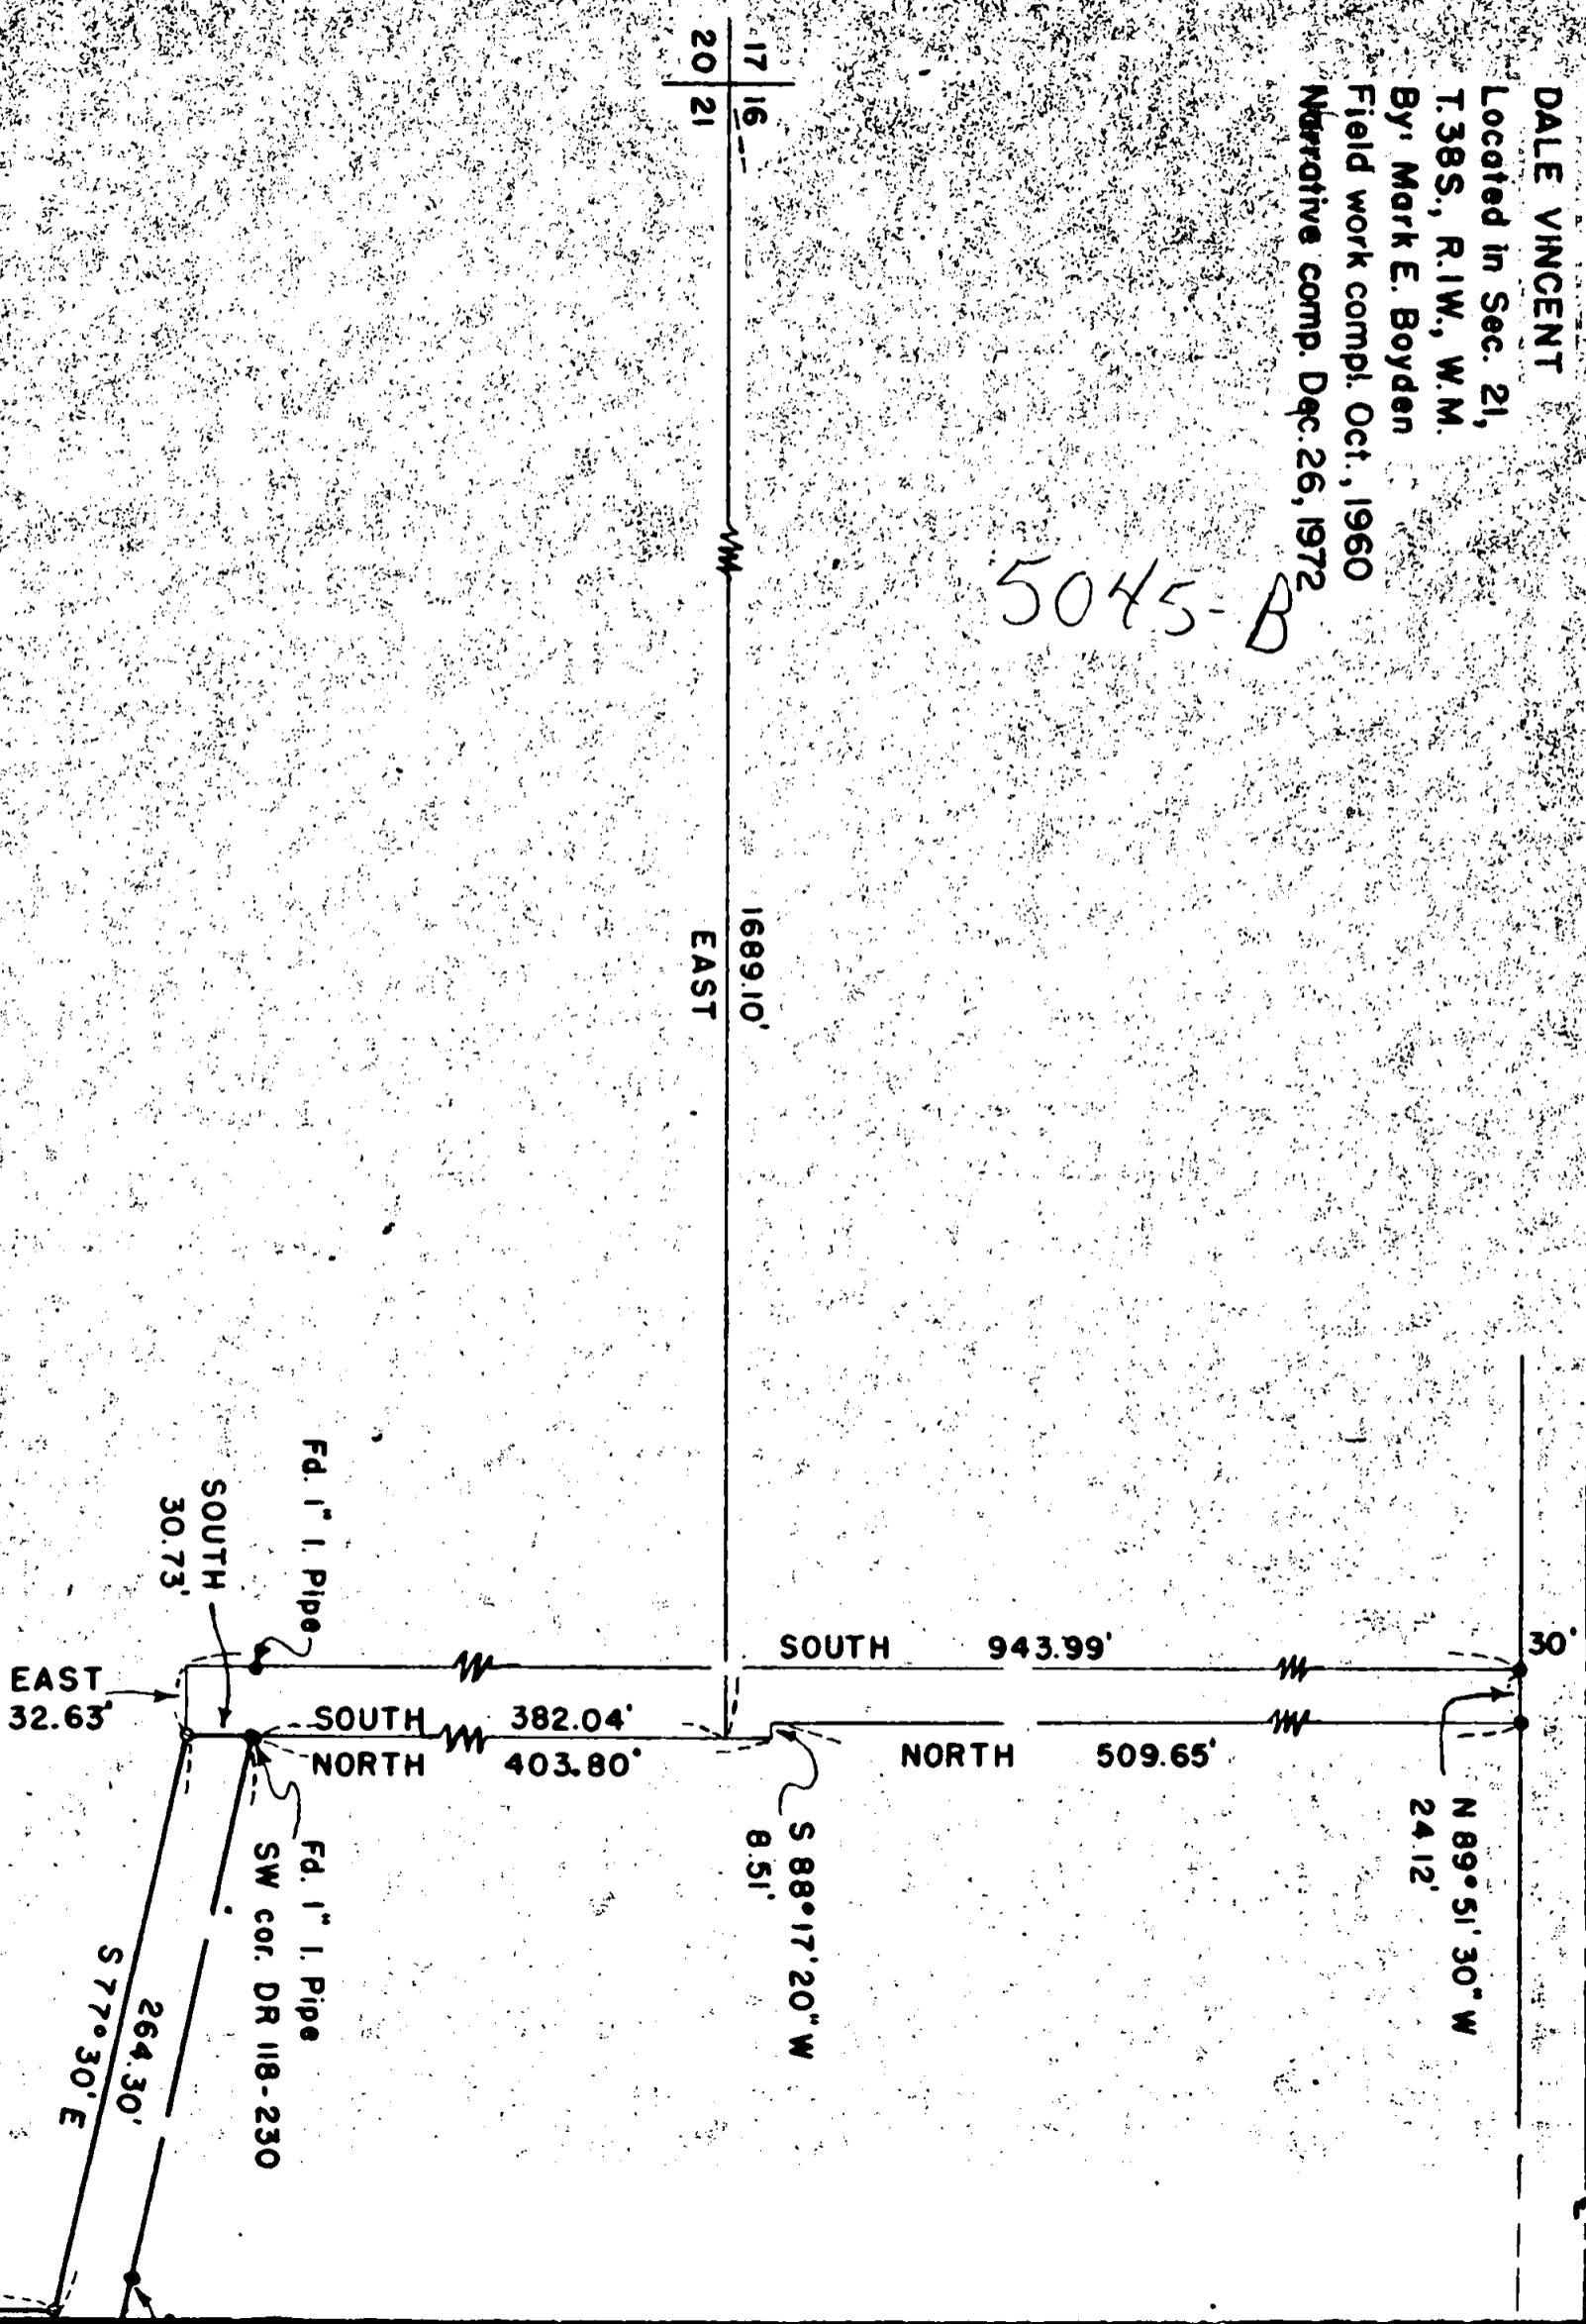 DALE VINCENT
Located in Sec. 21,
T.38S., R.1W., W.M.
By: Mark E. Boyden
Field work compl. Oct., 1960
Narrative comp. Dec. 26, 1972
5045-B
17 16
20 21
1689.10'
EAST
30'
N 89°51'30" W
24.12'
SOUTH 943.99'
NORTH 509.65'
S 88°17'20" W
8.51'
SOUTH 382.04'
NORTH 403.80'
Fd. 1" I. Pipe
SOUTH
30.73'
EAST
32.63'
Fd. 1" I. Pipe
SW cor. DR 118-230
264.30'
S 77°30' E